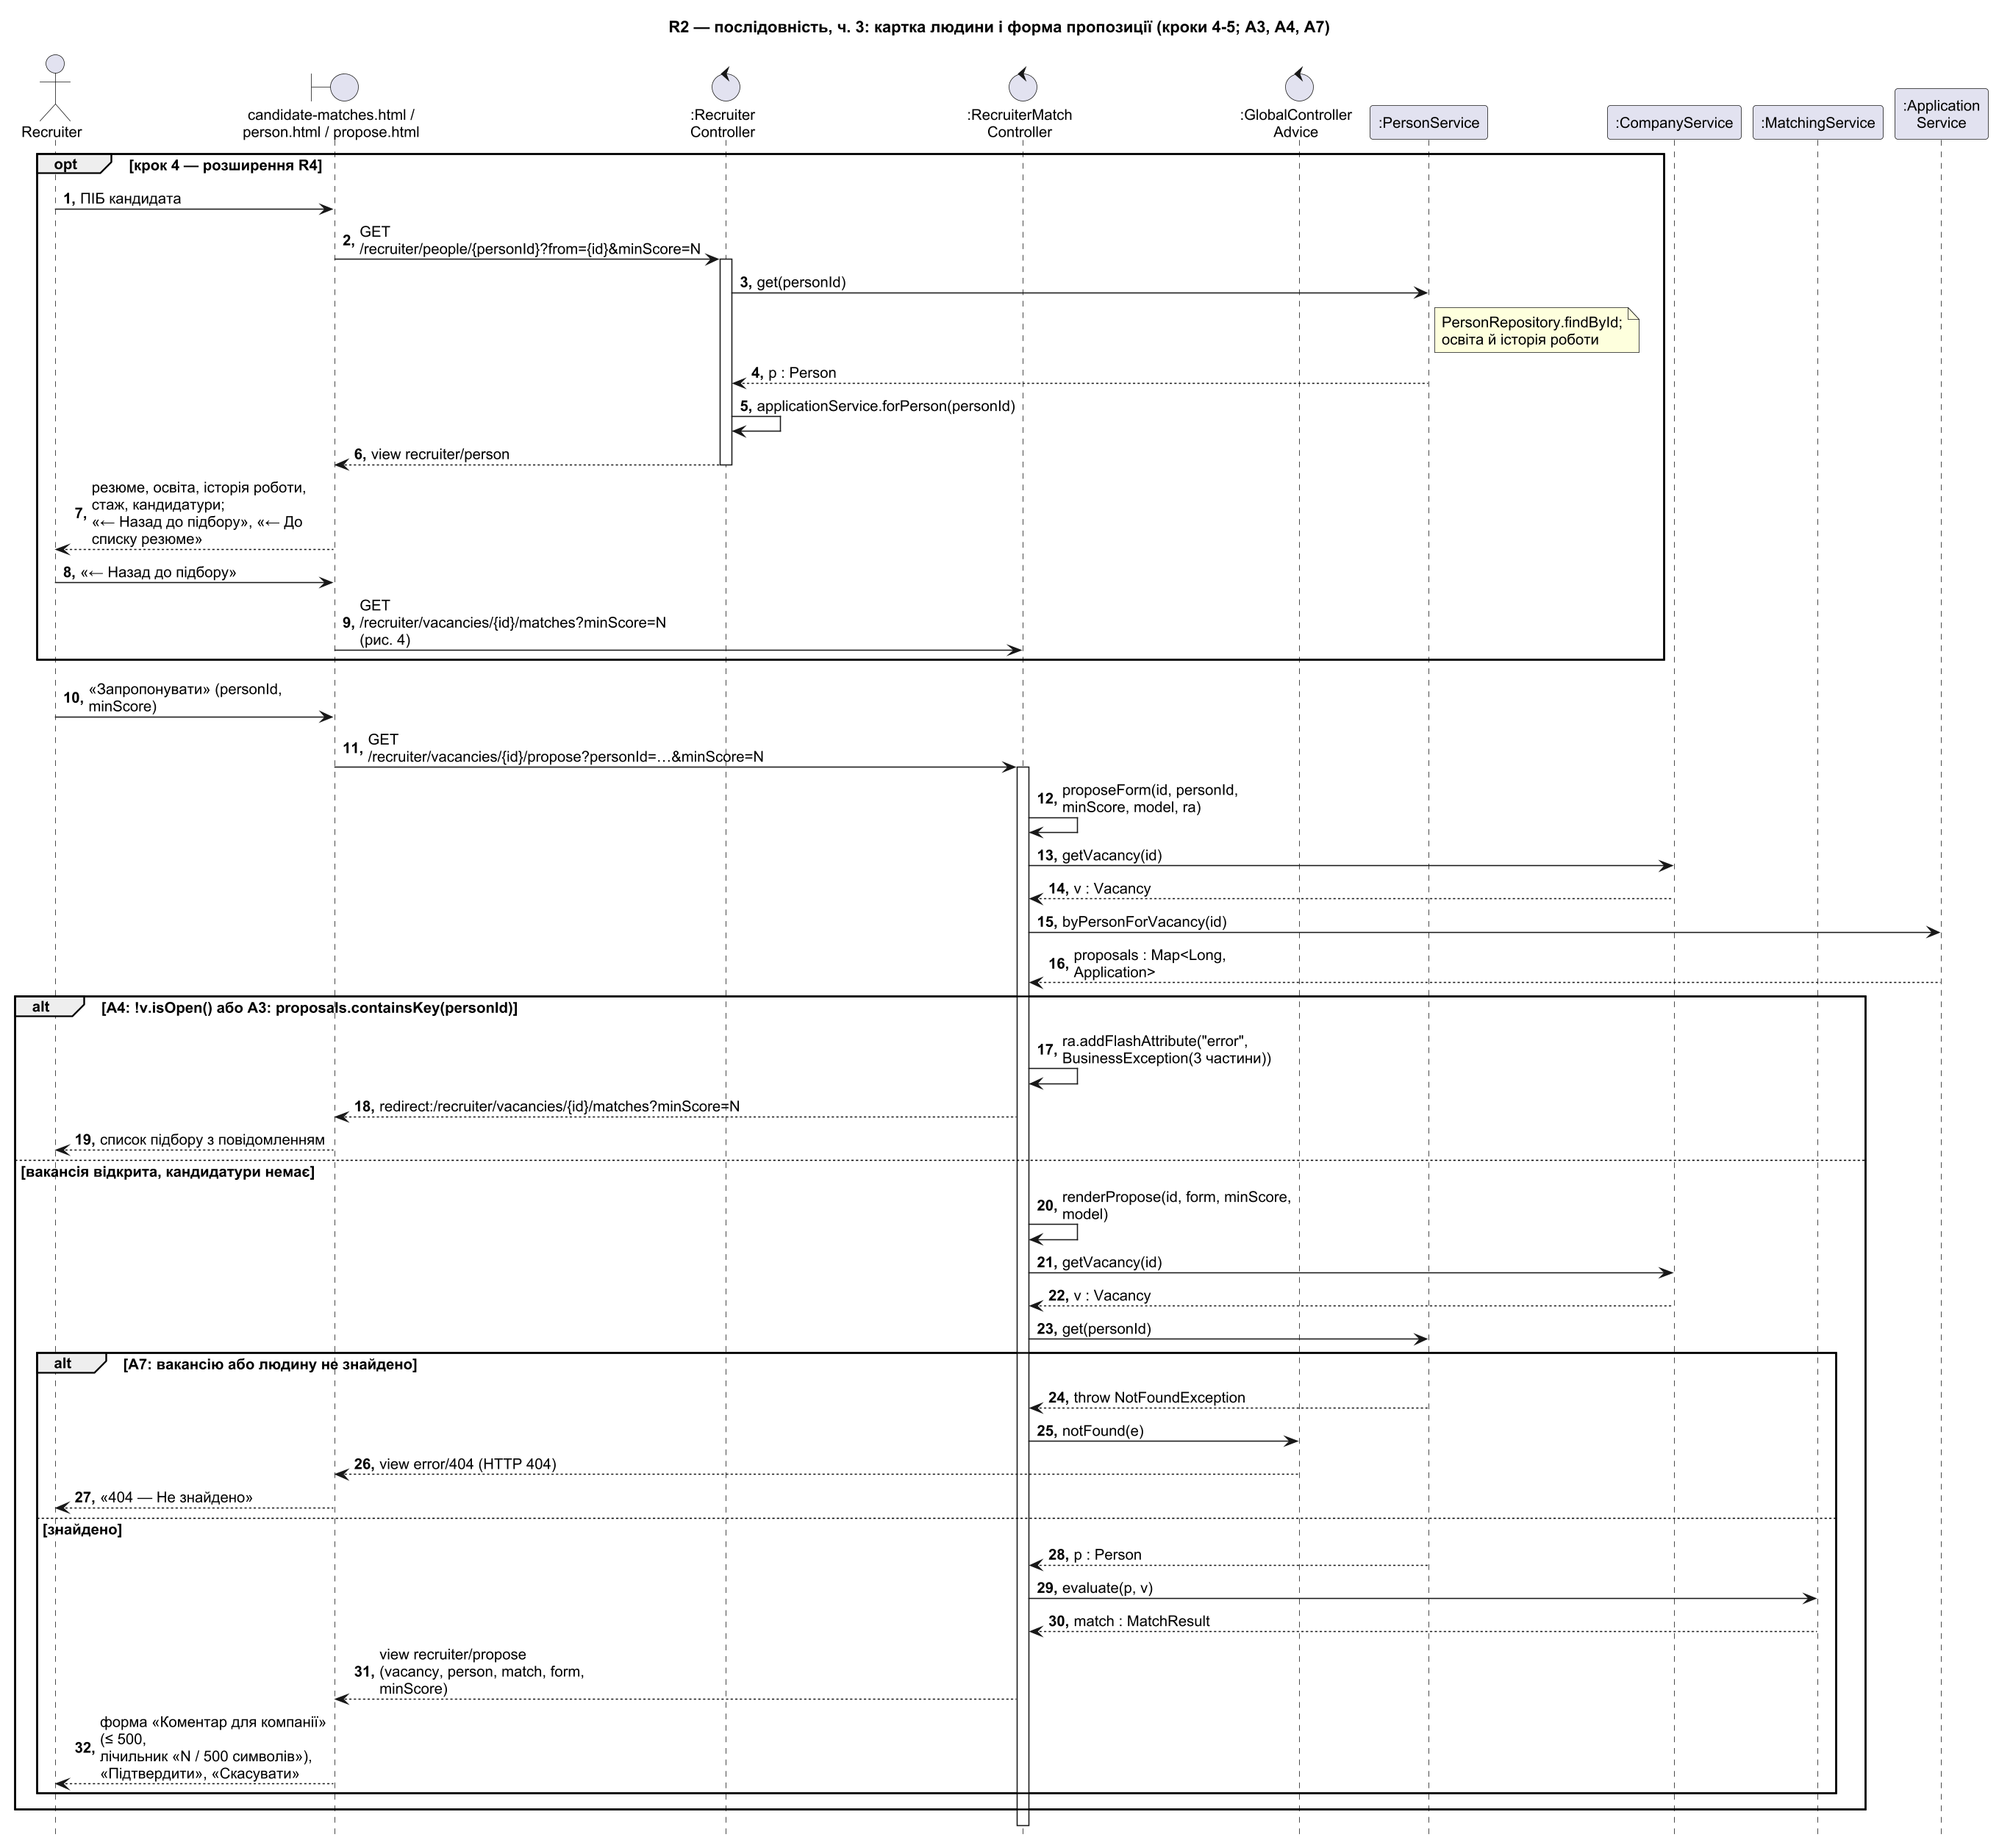 R2 — послідовність, ч. 3: картка людини і форма пропозиції (кроки 4-5; A3, A4, A7)
Recruiter
candidate-matches.html /
person.html / propose.html
:Recruiter
Controller
:RecruiterMatch
Controller
:GlobalController
Advice
:PersonService
:CompanyService
:MatchingService
:Application
Service
opt
[крок 4 — розширення R4]
1, ПІБ кандидата
GET
2, /recruiter/people/{personId}?from={id}&minScore=N
3, get(personId)
PersonRepository.findById;
освіта й історія роботи
4, p : Person
5, applicationService.forPerson(personId)
6, view recruiter/person
резюме, освіта, історія роботи,
стаж, кандидатури;
7, «← Назад до підбору», «← До
списку резюме»
8, «← Назад до підбору»
GET
9, /recruiter/vacancies/{id}/matches?minScore=N
(рис. 4)
10, «Запропонувати» (personId,
minScore)
GET
11, /recruiter/vacancies/{id}/propose?personId=…&minScore=N
12, proposeForm(id, personId,
minScore, model, ra)
13, getVacancy(id)
14, v : Vacancy
15, byPersonForVacancy(id)
16, proposals : Map<Long,
Application>
alt
[A4: !v.isOpen() або A3: proposals.containsKey(personId)]
17, ra.addFlashAttribute("error",
BusinessException(3 частини))
18, redirect:/recruiter/vacancies/{id}/matches?minScore=N
19, список підбору з повідомленням
[вакансія відкрита, кандидатури немає]
20, renderPropose(id, form, minScore,
model)
21, getVacancy(id)
22, v : Vacancy
23, get(personId)
alt
[A7: вакансію або людину не знайдено]
24, throw NotFoundException
25, notFound(e)
26, view error/404 (HTTP 404)
27, «404 — Не знайдено»
[знайдено]
28, p : Person
29, evaluate(p, v)
30, match : MatchResult
view recruiter/propose
31, (vacancy, person, match, form,
minScore)
форма «Коментар для компанії»
(≤ 500,
32, лічильник «N / 500 символів»),
«Підтвердити», «Скасувати»